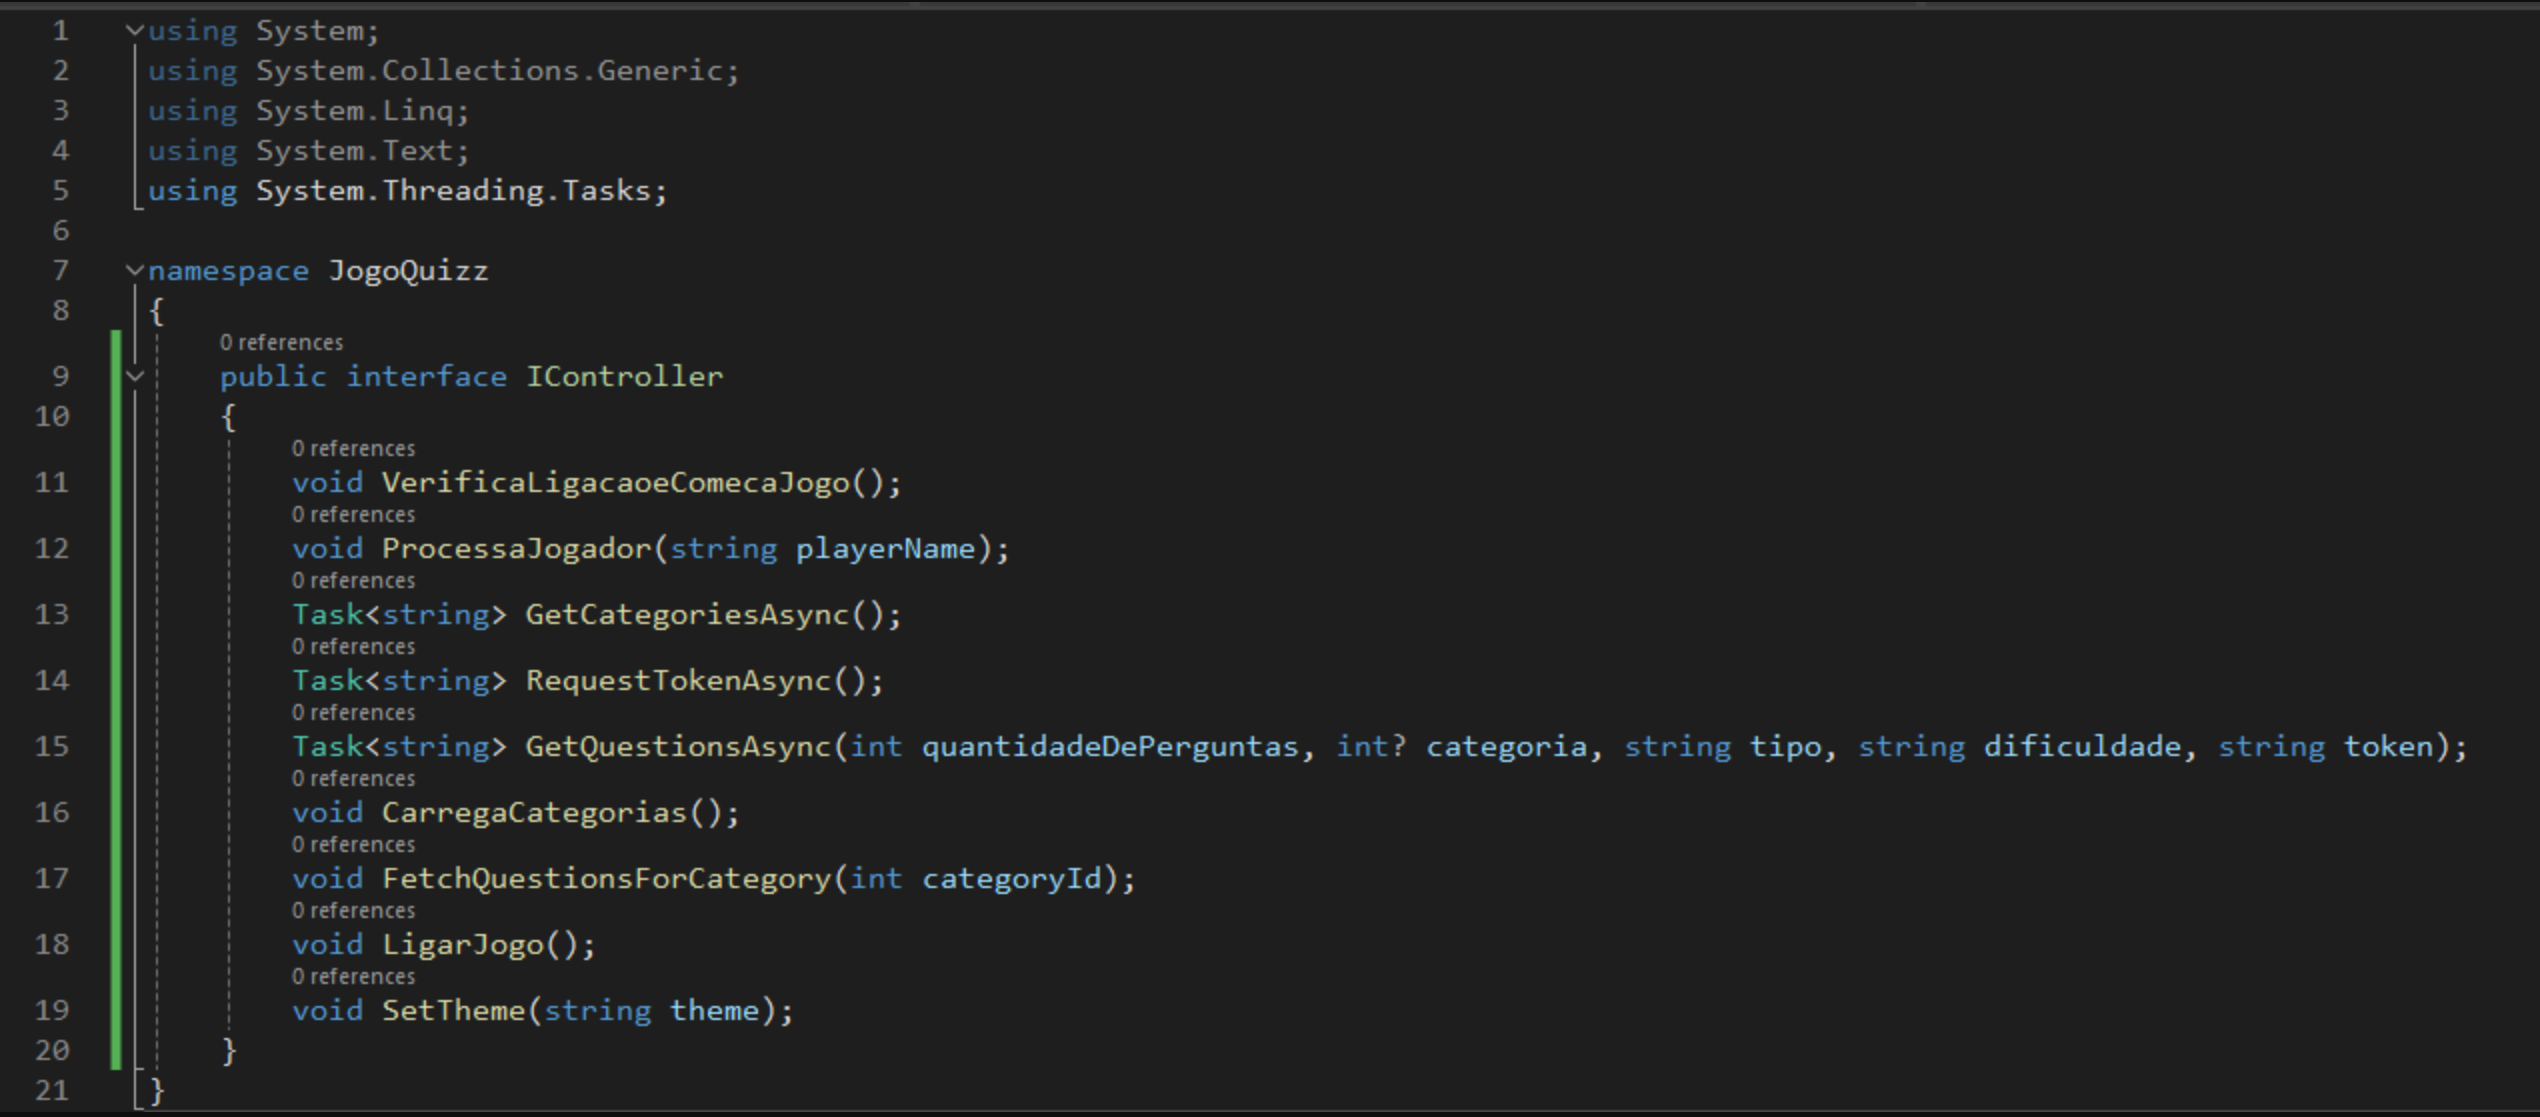 1 using System;
2 using System.Collections.Generic;
3 using System.Linq;
4 using System.Text;
5 using System.Threading.Tasks;
6
7 namespace JogoQuizz
8 {
0 references
9 public interface IController
10 {
0 references
11 void VerificaLigacaoeComecaJogo();
0 references
12 void ProcessaJogador(string playerName);
0 references
13 Task<string> GetCategoriesAsync();
0 references
14 Task<string> RequestTokenAsync();
0 references
15 Task<string> GetQuestionsAsync(int quantidadeDePerguntas, int? categoria, string tipo, string dificuldade, string token);
0 references
16 void CarregaCategorias();
0 references
17 void FetchQuestionsForCategory(int categoryId);
0 references
18 void LigarJogo();
0 references
19 void SetTheme(string theme);
20 }
21 }